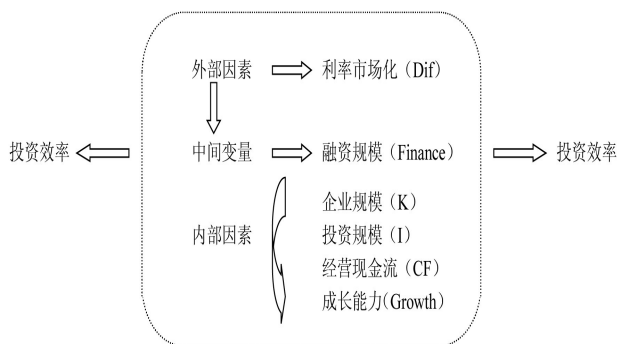 外部因素 利率市场化（Dif）
投资效率 中间变量 融资规模（Finance） 投资效率
企业规模（K）
内部因素 投资规模（I）
经营现金流（CF）
成长能力(Growth)